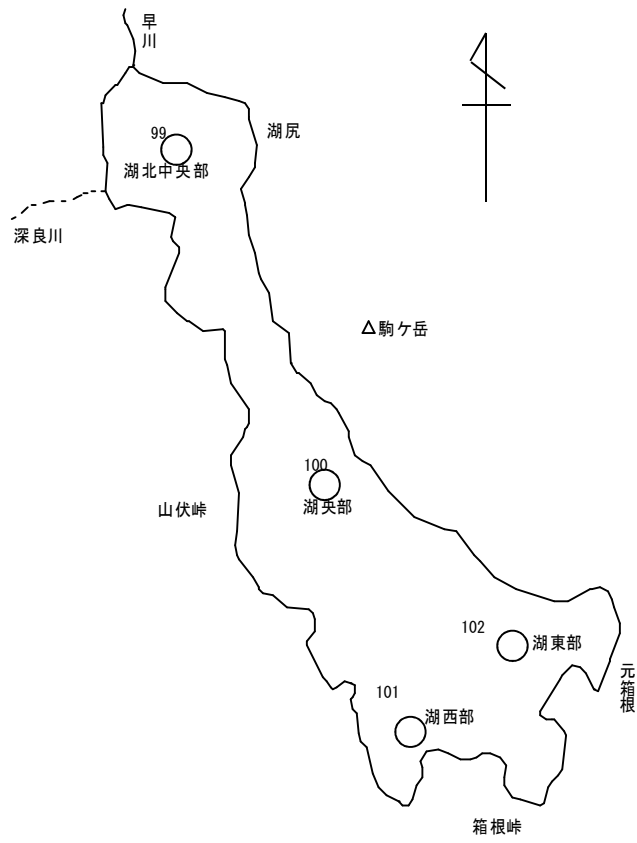 早川
99
湖尻
湖北中央部
深良川
駒ケ岳
100
湖央部
山伏峠
102
湖東部
元箱根
101
湖西部
箱根峠